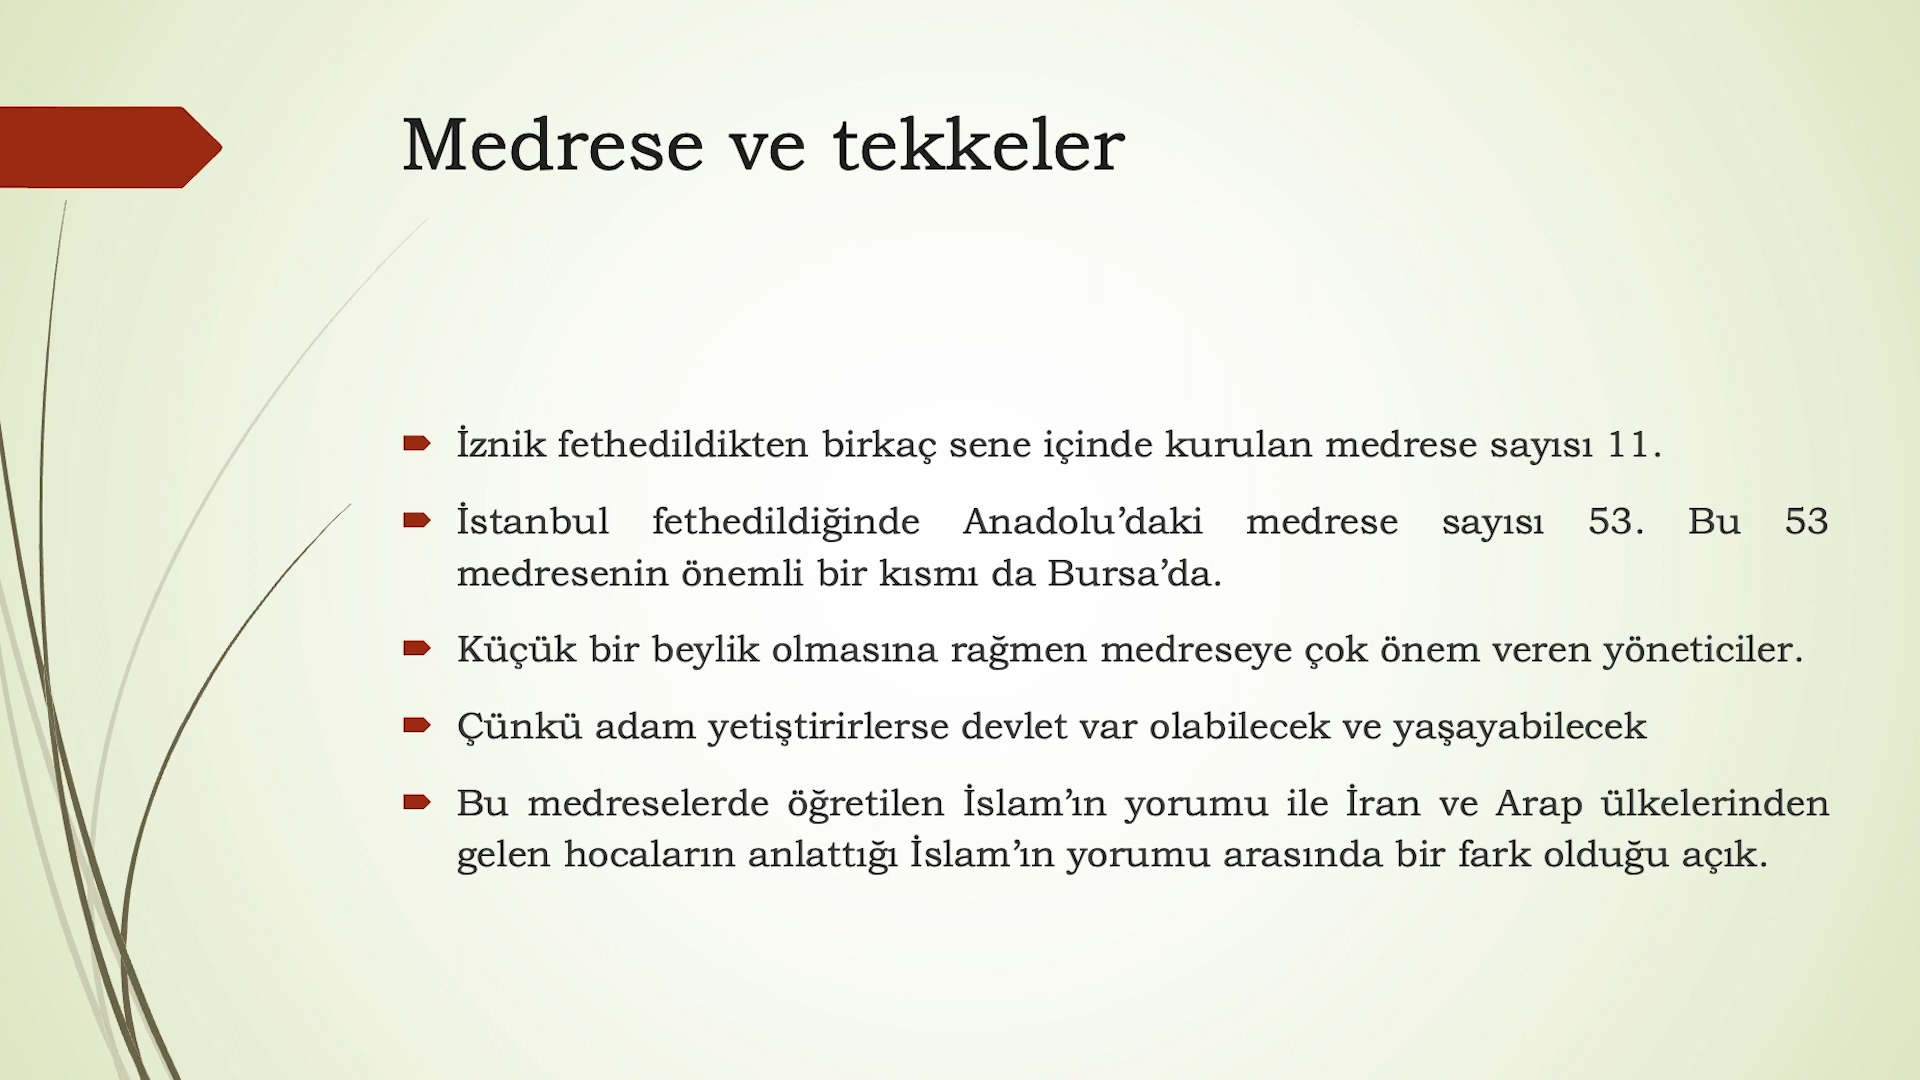 Medrese ve tekkeler
İznik fethedildikten birkaç sene içinde kurulan medrese sayısı 11.
İstanbul fethedildiğinde Anadolu’daki medrese sayısı 53. Bu 53
medresenin önemli bir kısmı da Bursa’da.
Küçük bir beylik olmasına rağmen medreseye çok önem veren yöneticiler.
Çünkü adam yetiştirirlerse devlet var olabilecek ve yaşayabilecek
Bu medreselerde öğretilen İslam’ın yorumu ile İran ve Arap ülkelerinden
gelen hocaların anlattığı İslam’ın yorumu arasında bir fark olduğu açık.